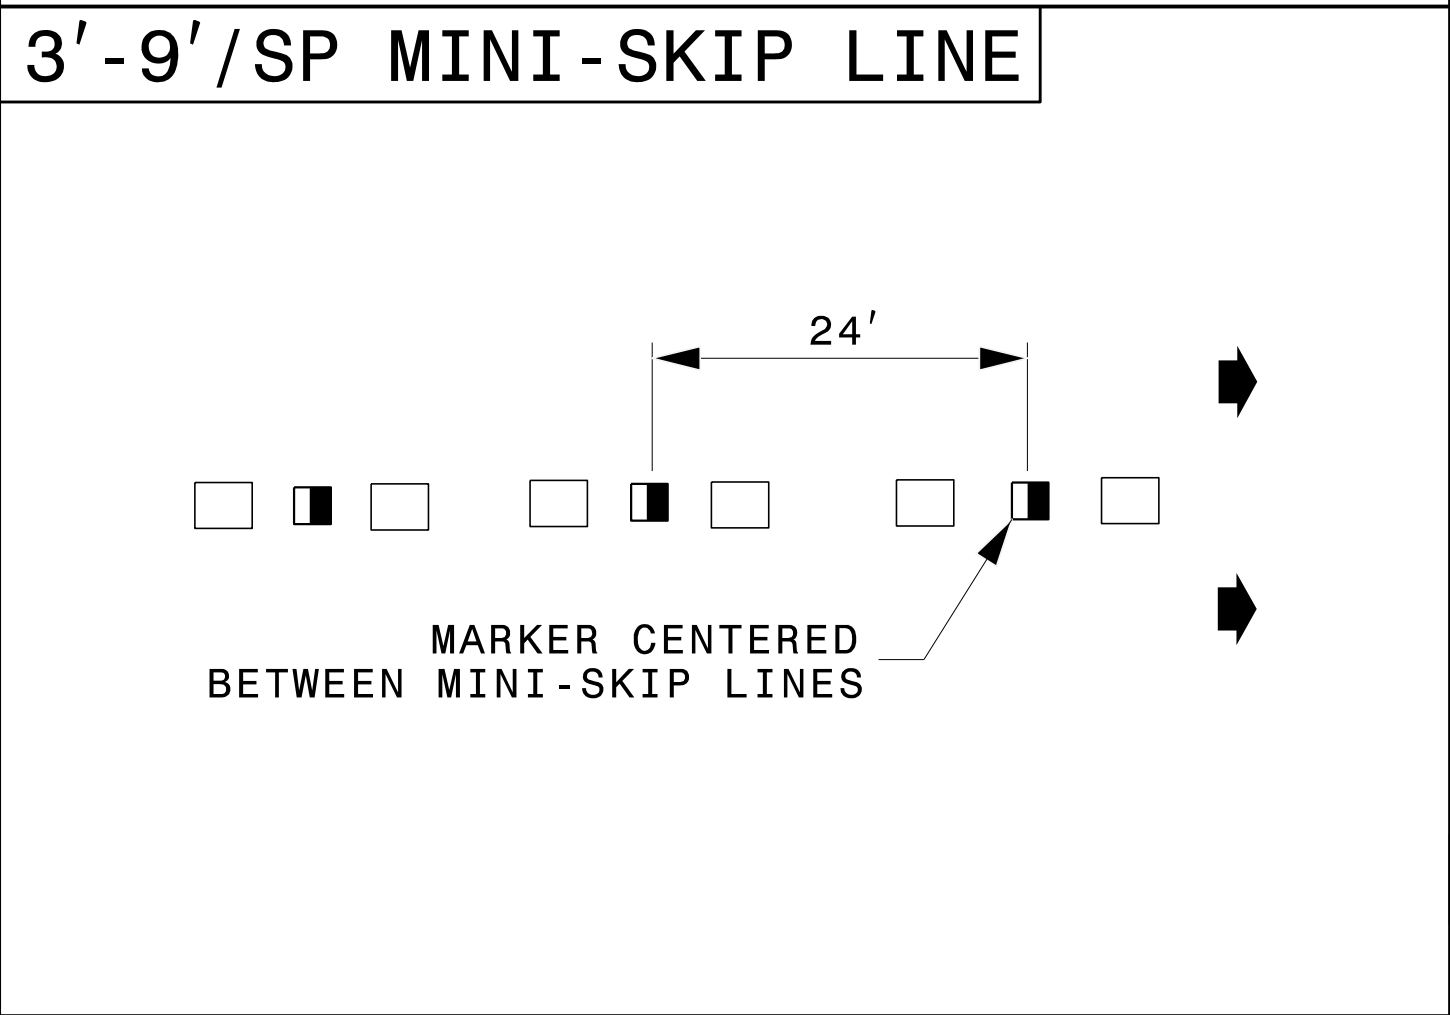 3'-9'/SP MINI-SKIP LINE
24'
MARKER CENTERED
BETWEEN MINI-SKIP LINES